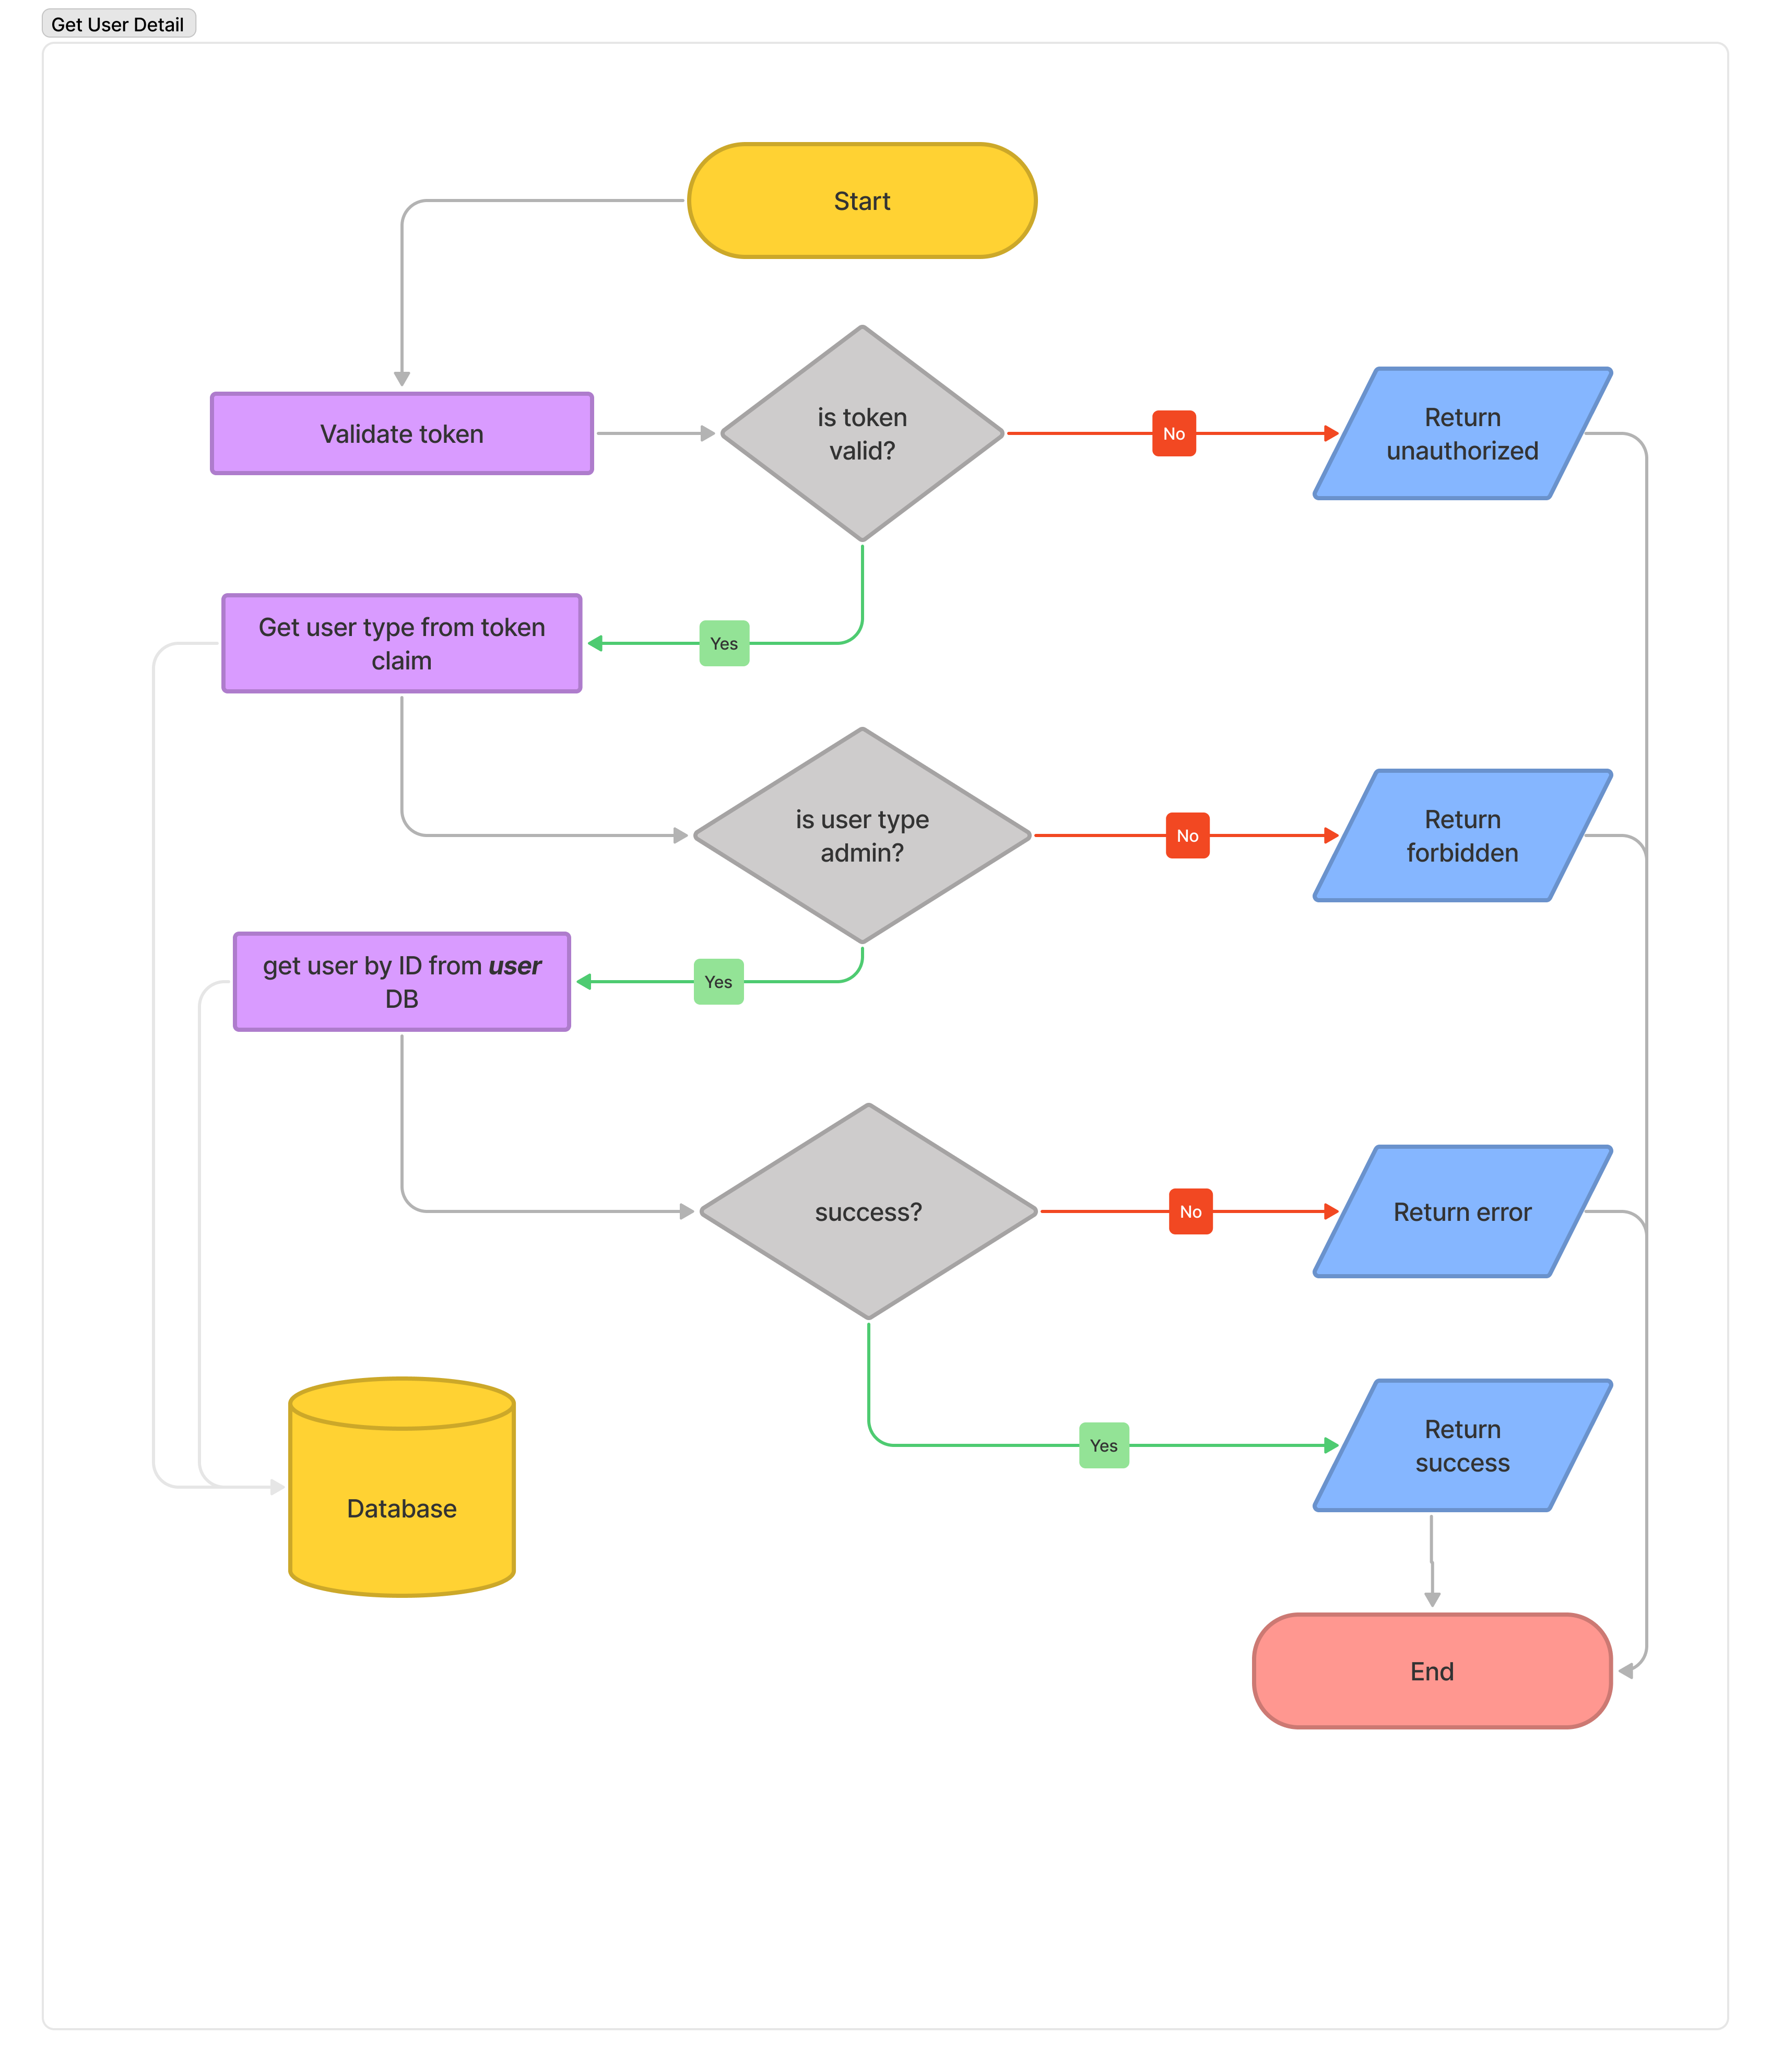 Get User Detail
Start
Validate token
is token
valid?
No
Return
unauthorized
Get user type from token
claim
Yes
is user type
admin?
No
Return
forbidden
get user by ID from user
DB
Yes
success?
No
Return error
Yes
Return
success
Database
End